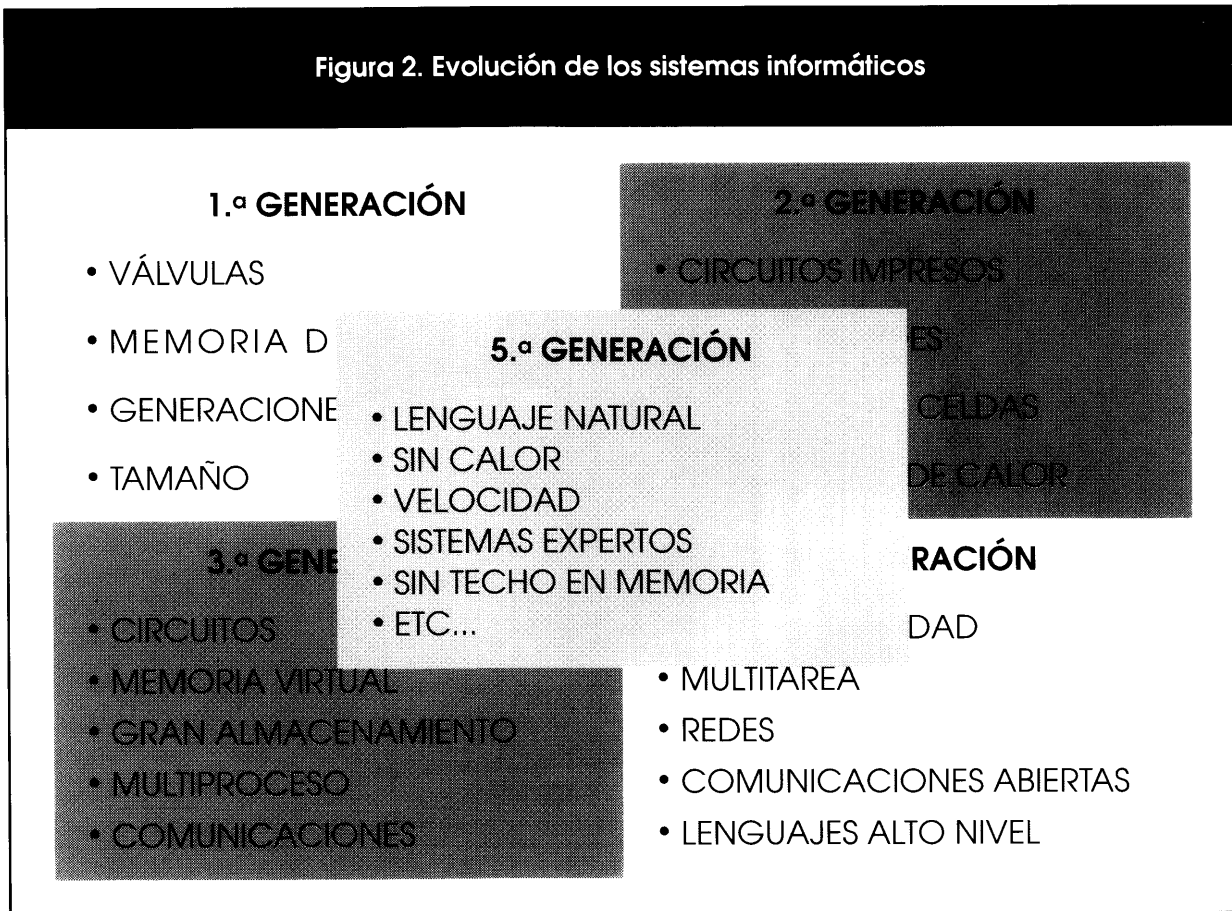 Figura 2. Evolución de los sistemas informáticos
1.ª GENERACIÓN
• VÁLVULAS
• MEMORIA D
• GENERACIONE
• TAMAÑO
2.ª GENERACIÓN
• CIRCUITOS IMPRESOS
ES
CELDAS
DE CALOR
5.ª GENERACIÓN
• LENGUAJE NATURAL
• SIN CALOR
• VELOCIDAD
• SISTEMAS EXPERTOS
• SIN TECHO EN MEMORIA
• ETC...
3.ª GENE
• CIRCUITOS
• MEMORIA VIRTUAL
• GRAN ALMACENAMIENTO
• MULTIPROCESO
• COMUNICACIONES
RACIÓN
DAD
• MULTITAREA
• REDES
• COMUNICACIONES ABIERTAS
• LENGUAJES ALTO NIVEL